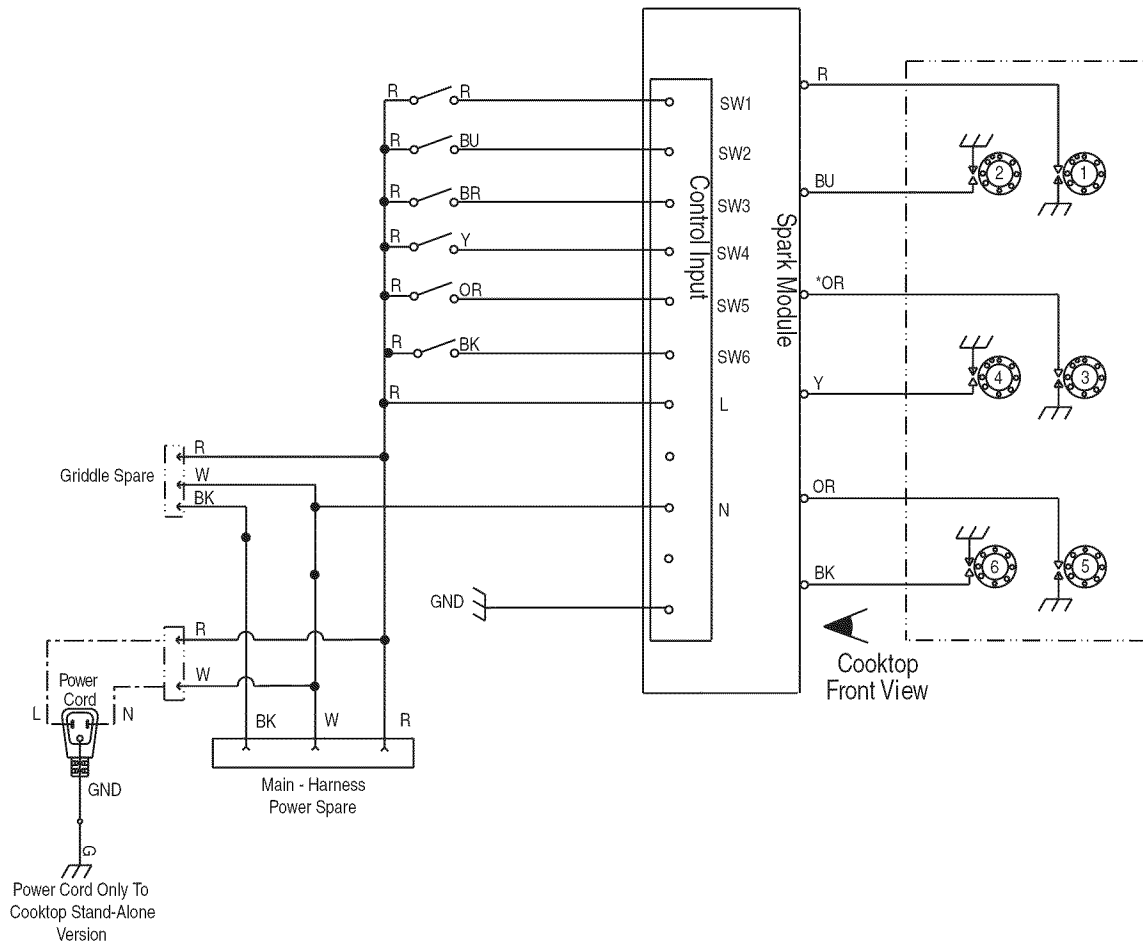 R R SW1
R BU SW2
R BR SW3
R Y SW4
R OR SW5
R BK SW6
R L
N
Control Input
Spark Module
GND
R
BU
*OR
Y
OR
BK
2 1
4 3
6 5
Cooktop
Front View
Griddle Spare
R
W
BK
R
W
Power
Cord
L N
GND
G
BK W R
Main - Harness
Power Spare
Power Cord Only To
Cooktop Stand-Alone
Version